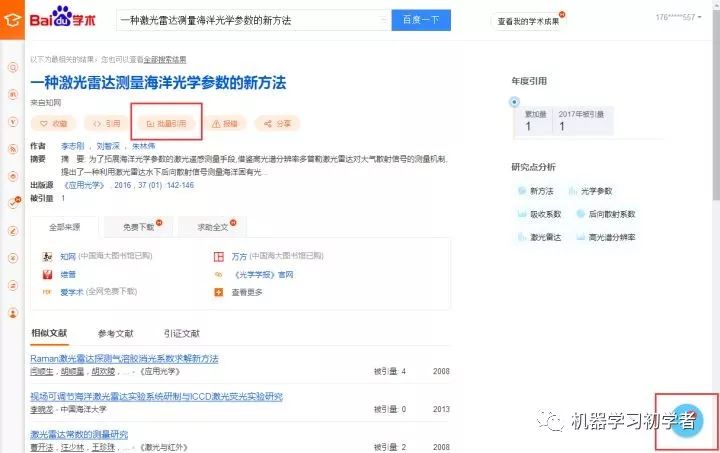 Bai 学术
一种激光雷达测量海洋光学参数的新方法
百度一下
查看我的学术成果
176*****557
以下为最相关的结果：您也可以查看全部搜索结果
一种激光雷达测量海洋光学参数的新方法
来自知网
收藏
引用
批量引用
报错
分享
作者 李志刚，刘智深，朱林伟
摘要 摘 要：为了拓展海洋光学参数的激光遥感测量手段,借鉴高光谱分辨率多普勒激光雷达对大气散射信号的测量机制,
提出了一种利用激光雷达水下后向散射信号测量海洋固有光...
出版源 《应用光学》，2016，37 (01) :142-146
被引量 1
全部来源
免费下载
求助全文
知网 (中国海大图书馆已购)
万方 (中国海大图书馆已购)
维普
《光学学报》官网
爱学术 (全网免费下载)
查看更多
相似文献
参考文献
引证文献
Raman激光雷达探测气溶胶消光系数求解新方法
闫顺生，胡顺星，胡欢陵，... - 《应用光学》
被引量: 4
2008
现场可调节海洋激光雷达实验系统研制与ICCD激光荧光实验研究
李晓龙 - 中国海洋大学
被引量: 0
2013
激光雷达常数的测量研究
曹开法，汪少林，王珍珠，... - 《激光与红外》
被引量: 2
2008
年度引用
累加量
1
2017年被引量
1
研究点分析
新方法
光学参数
吸收系数
后向散射系数
激光雷达
高光谱分辨率
机器学习初学者